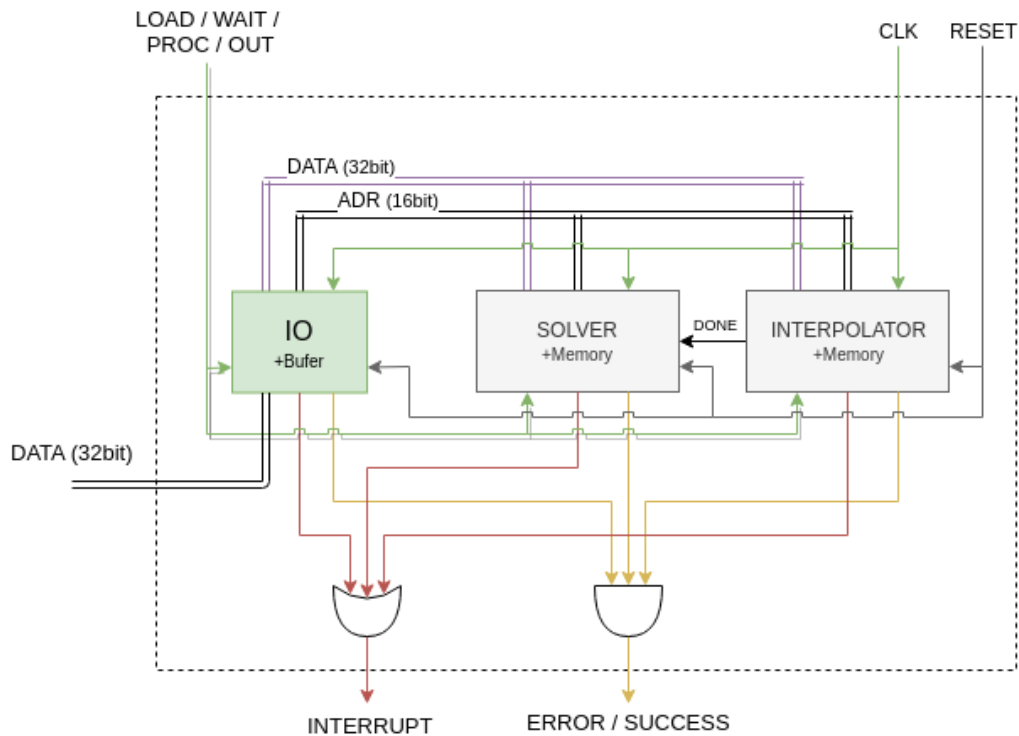 LOAD / WAIT /
PROC / OUT
CLK
RESET
DATA (32bit)
ADR (16bit)
IO
+Bufer
SOLVER
+Memory
DONE
INTERPOLATOR
+Memory
DATA (32bit)
INTERRUPT
ERROR / SUCCESS